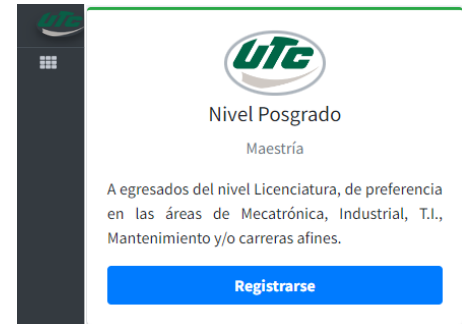 UTC
UTC
Nivel Posgrado
Maestría
A egresados del nivel Licenciatura, de preferencia
en las áreas de Mecatrónica, Industrial, T.I.,
Mantenimiento y/o carreras afines.
Registrarse